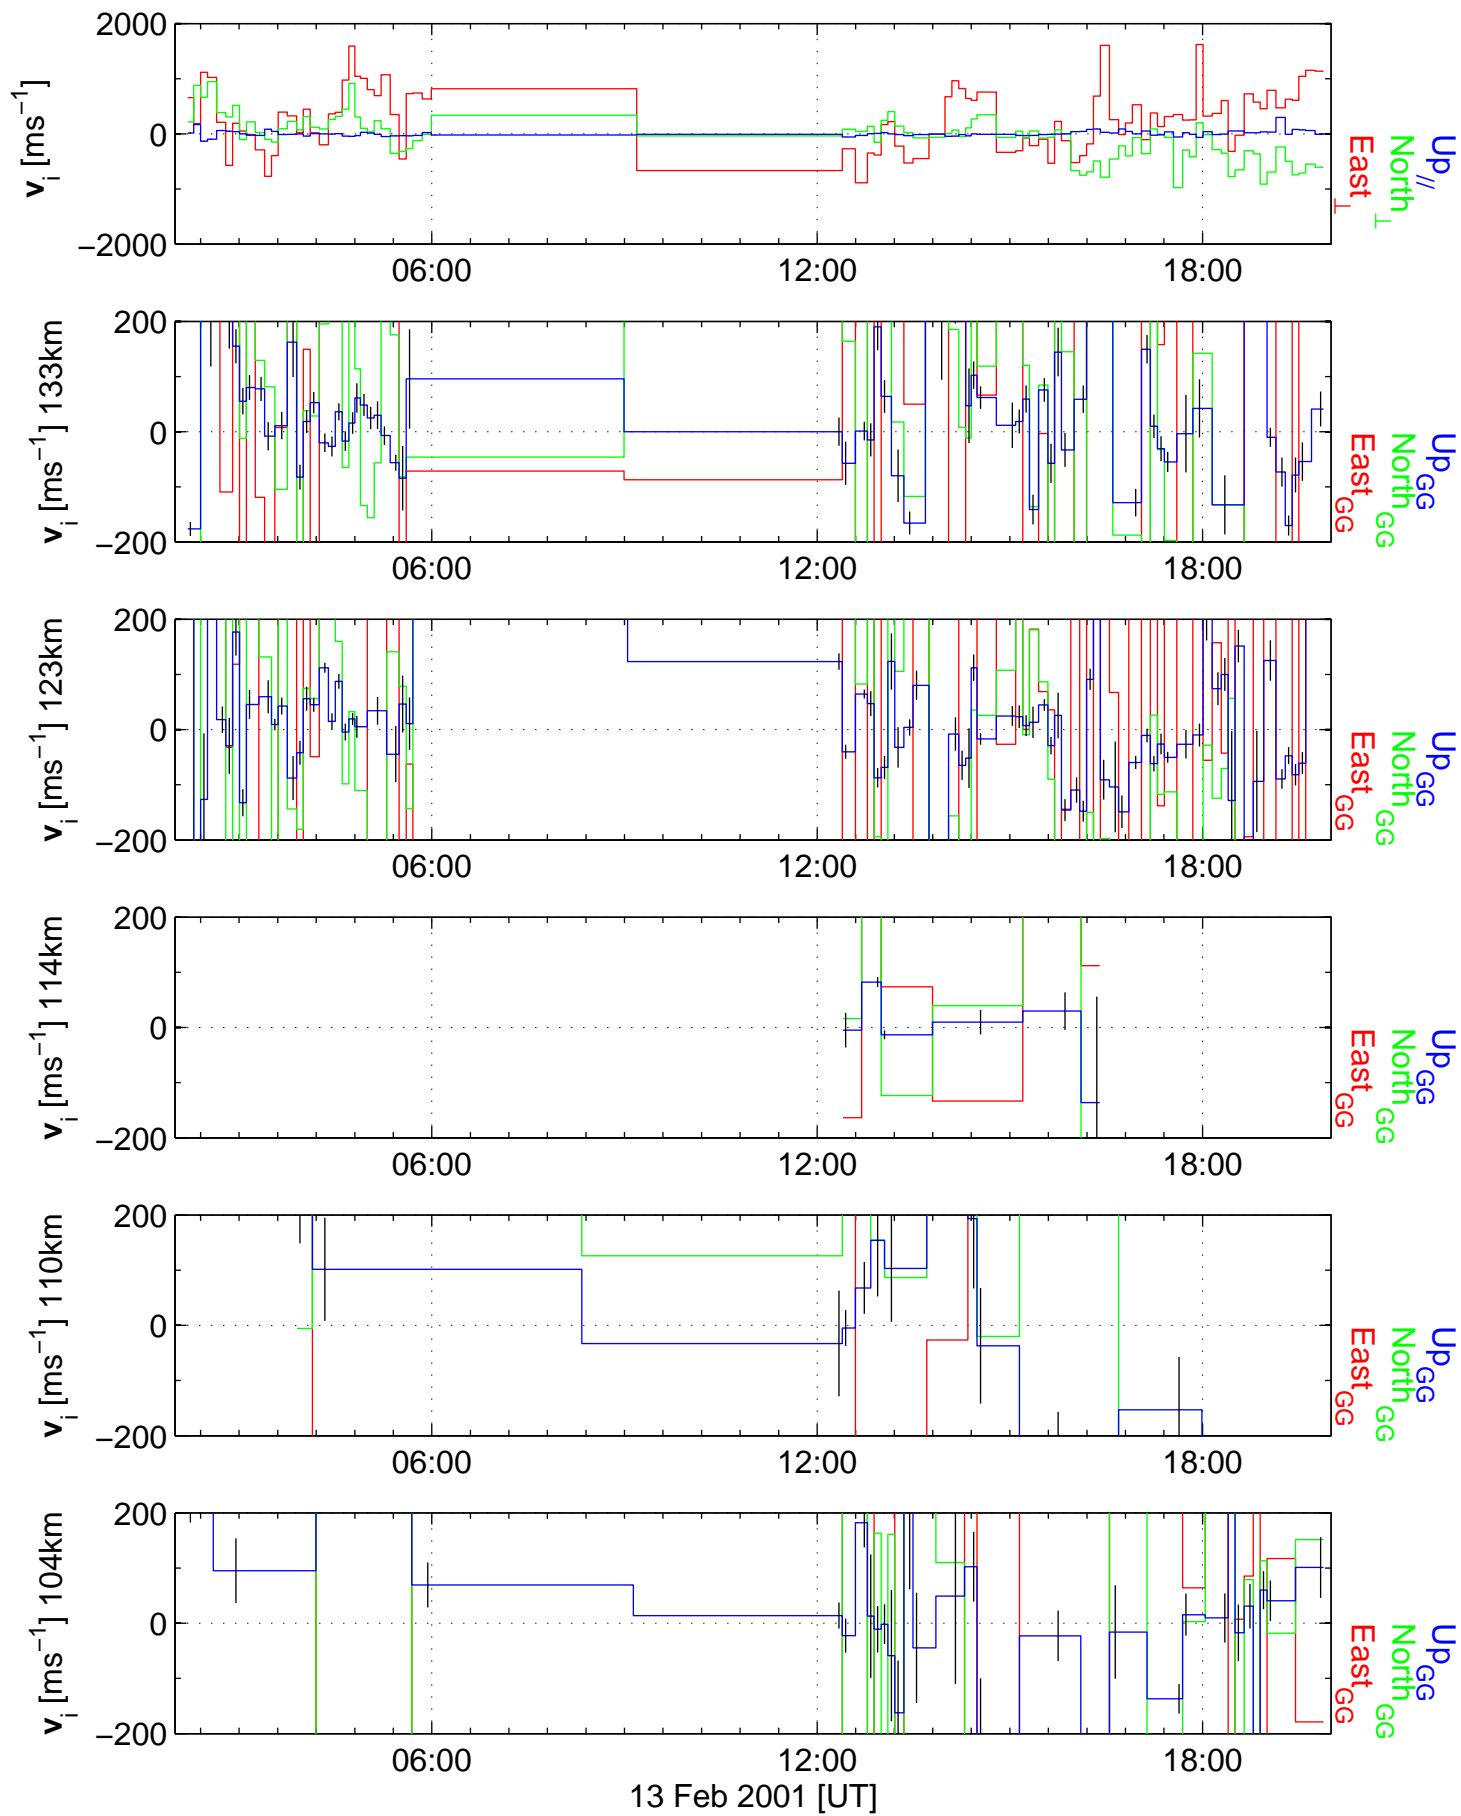 2000
0
−2000
v_i [ms^−1]
06:00 12:00 18:00
Up_//
North_⊥
East_⊥
200
0
−200
v_i [ms^−1] 133km
06:00 12:00 18:00
Up_GG
North_GG
East_GG
200
0
−200
v_i [ms^−1] 123km
06:00 12:00 18:00
Up_GG
North_GG
East_GG
200
0
−200
v_i [ms^−1] 114km
06:00 12:00 18:00
Up_GG
North_GG
East_GG
200
0
−200
v_i [ms^−1] 110km
06:00 12:00 18:00
Up_GG
North_GG
East_GG
200
0
−200
v_i [ms^−1] 104km
06:00 12:00 18:00
Up_GG
North_GG
East_GG
13 Feb 2001 [UT]